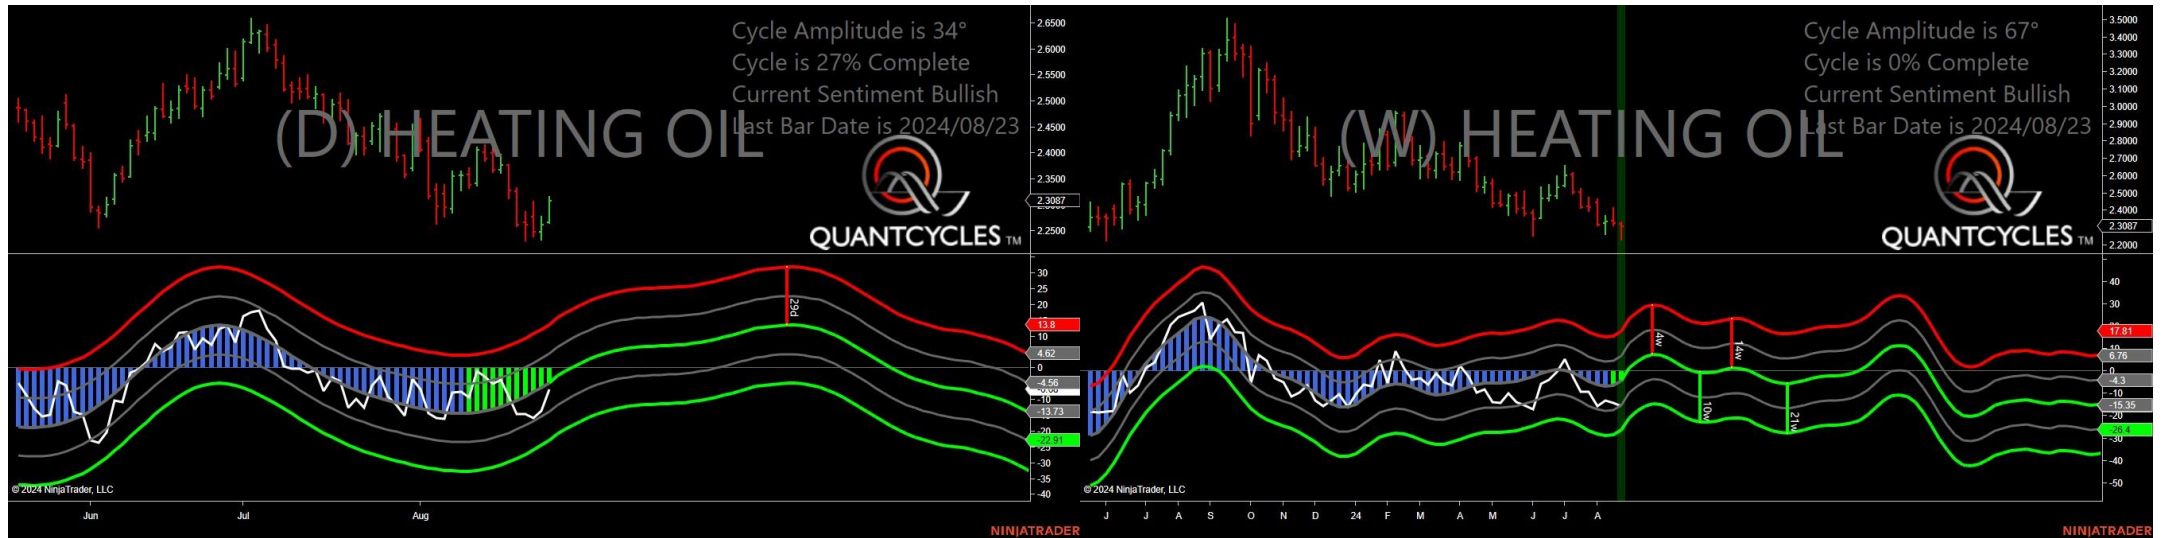 Cycle Amplitude is 34°
Cycle is 27% Complete
Current Sentiment Bullish
Last Bar Date is 2024/08/23
(D) HEATING OIL
QUANTCYCLES TM
2.6500
2.6000
2.5500
2.5000
2.4500
2.4000
2.3500
2.3087
2.2500
29d
30
25
20
13.8
10
4.62
0
-4.56
-10
-13.73
-22.91
-30
-35
-40
© 2024 NinjaTrader, LLC
Jun Jul Aug
NINJATRADER
Cycle Amplitude is 67°
Cycle is 0% Complete
Current Sentiment Bullish
Last Bar Date is 2024/08/23
(W) HEATING OIL
QUANTCYCLES TM
3.5000
3.4000
3.2000
3.1000
3.0000
2.9000
2.8000
2.7000
2.6000
2.5000
2.4000
2.3087
2.2000
4w
14w
10w
21w
40
30
17.81
6.76
0
-4.3
-10
-15.35
-20
-26.4
-30
-40
-50
© 2024 NinjaTrader, LLC
J J A S O N D 24 F M A M J J A
NINJATRADER